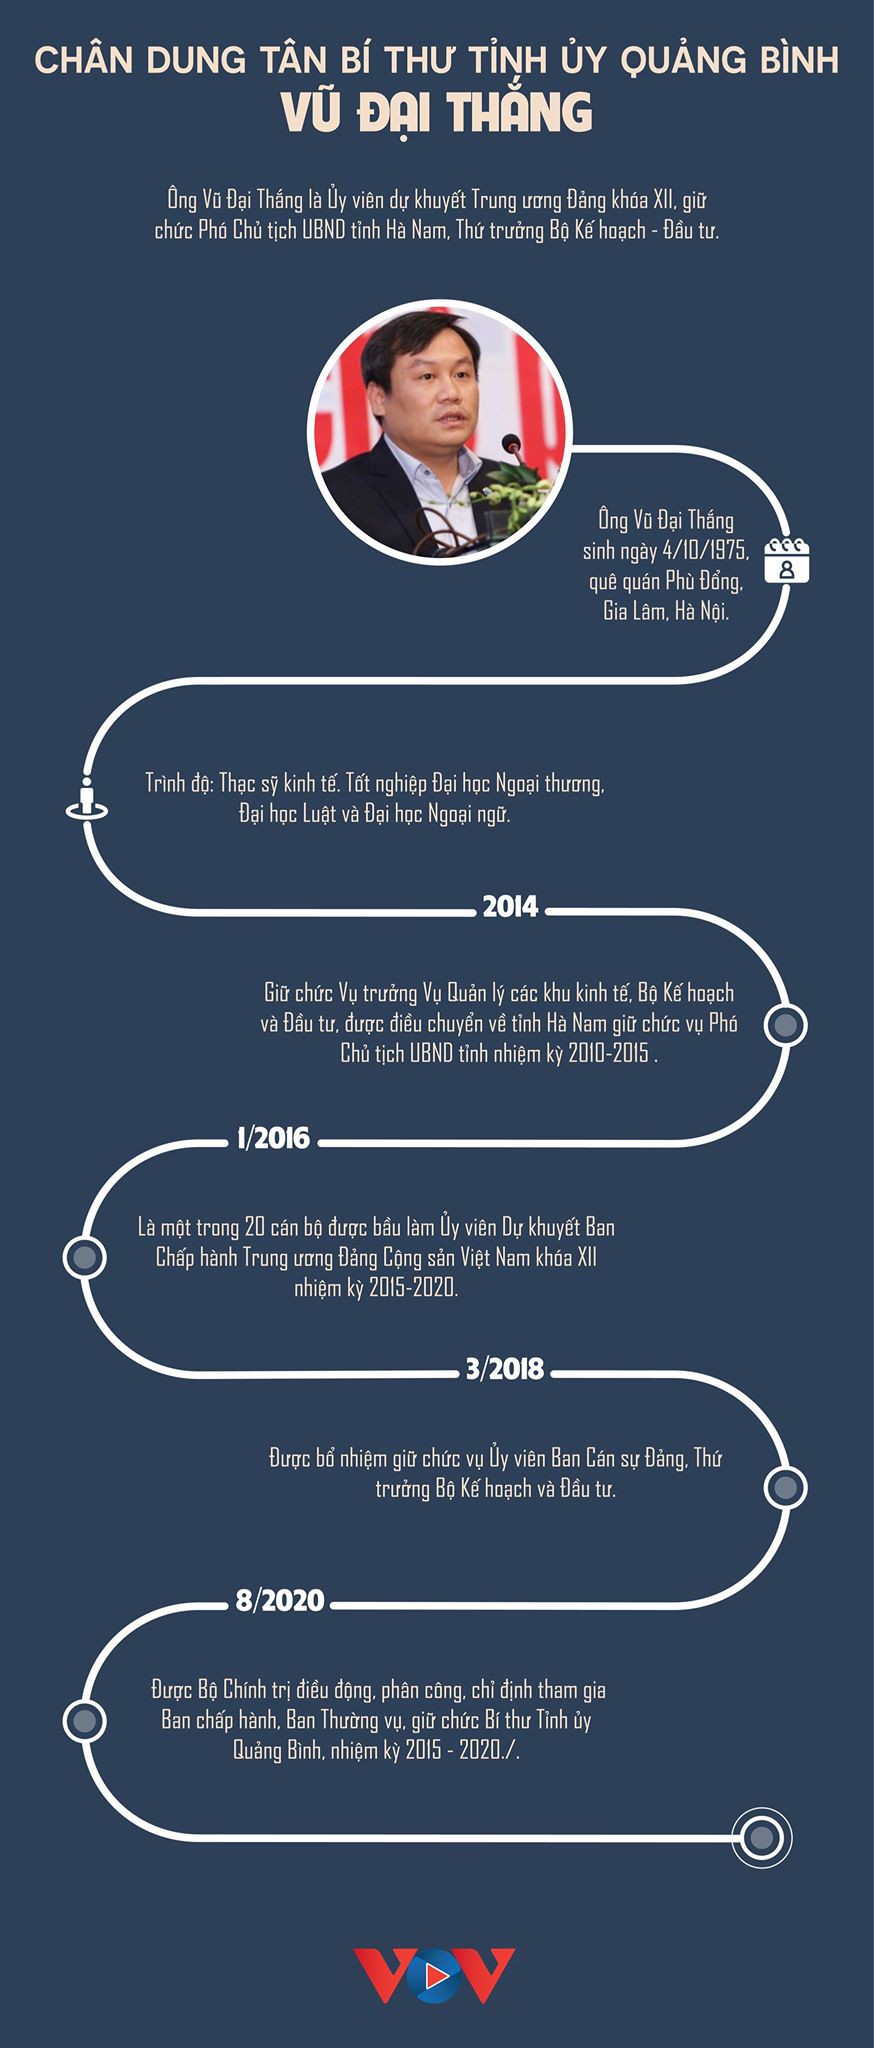 CHÂN DUNG TÂN BÍ THƯ TỈNH ỦY QUẢNG BÌNH
VŨ ĐẠI THẮNG
Ông Vũ Đại Thắng là Ủy viên dự khuyết Trung ương Đảng khóa XII, giữ
chức Phó Chủ tịch UBND tỉnh Hà Nam, Thứ trưởng Bộ Kế hoạch - Đầu tư.
Ông Vũ Đại Thắng
sinh ngày 4/10/1975,
quê quán Phù Đổng,
Gia Lâm, Hà Nội.
Trình độ: Thạc sỹ kinh tế. Tốt nghiệp Đại học Ngoại thương,
Đại học Luật và Đại học Ngoại ngữ.
2014
Giữ chức Vụ trưởng Vụ Quản lý các khu kinh tế, Bộ Kế hoạch
và Đầu tư, được điều chuyển về tỉnh Hà Nam giữ chức vụ Phó
Chủ tịch UBND tỉnh nhiệm kỳ 2010-2015 .
1/2016
Là một trong 20 cán bộ được bầu làm Ủy viên Dự khuyết Ban
Chấp hành Trung ương Đảng Cộng sản Việt Nam khóa XII
nhiệm kỳ 2015-2020.
3/2018
Được bổ nhiệm giữ chức vụ Ủy viên Ban Cán sự Đảng, Thứ
trưởng Bộ Kế hoạch và Đầu tư.
8/2020
Được Bộ Chính trị điều động, phân công, chỉ định tham gia
Ban chấp hành, Ban Thường vụ, giữ chức Bí thư Tỉnh ủy
Quảng Bình, nhiệm kỳ 2015 - 2020./.
VOV